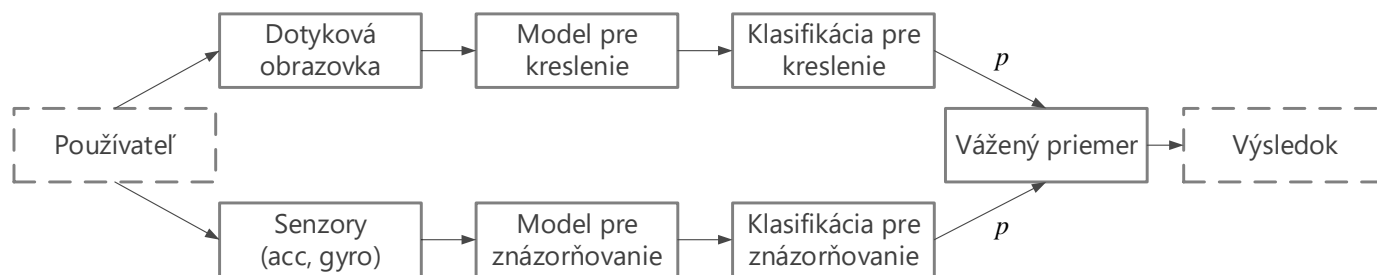 Dotyková
obrazovka
Model pre
kreslenie
Klasifikácia pre
kreslenie
p
Používateľ
Vážený priemer
Výsledok
Senzory
(acc, gyro)
Model pre
znázorňovanie
Klasifikácia pre
znázorňovanie
p